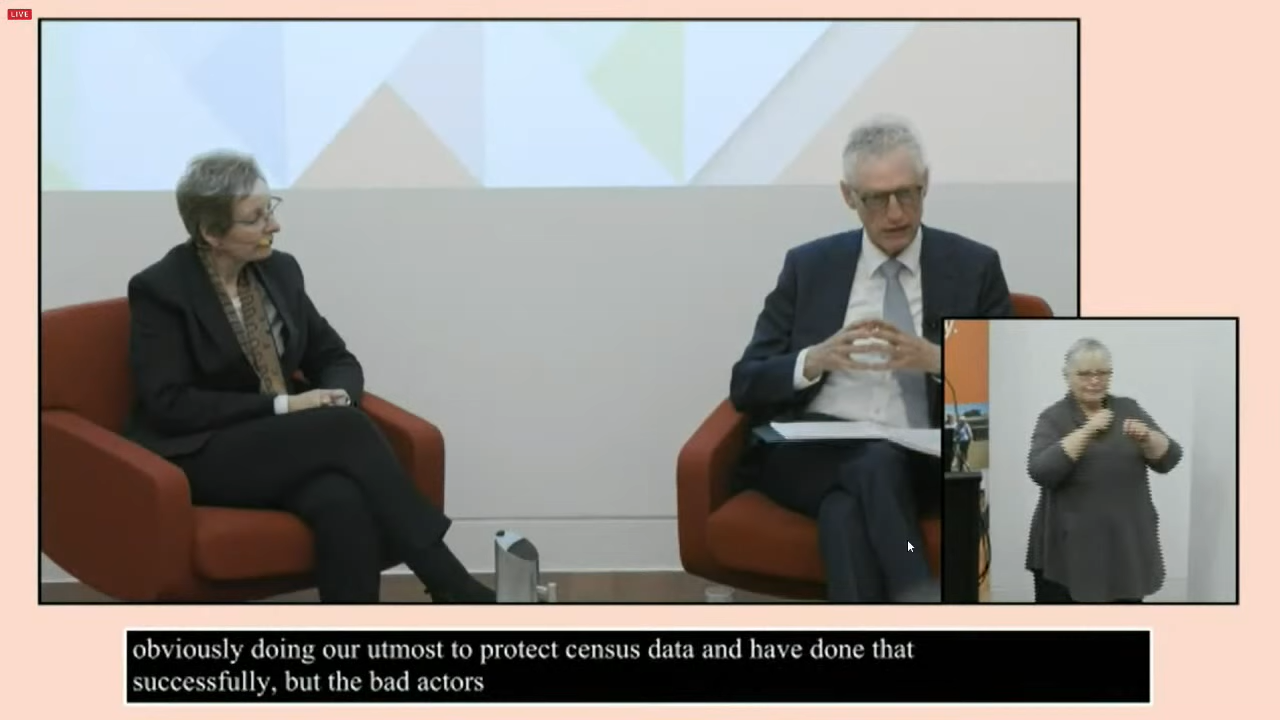 LIVE
y.
obviously doing our utmost to protect census data and have done that
successfully, but the bad actors